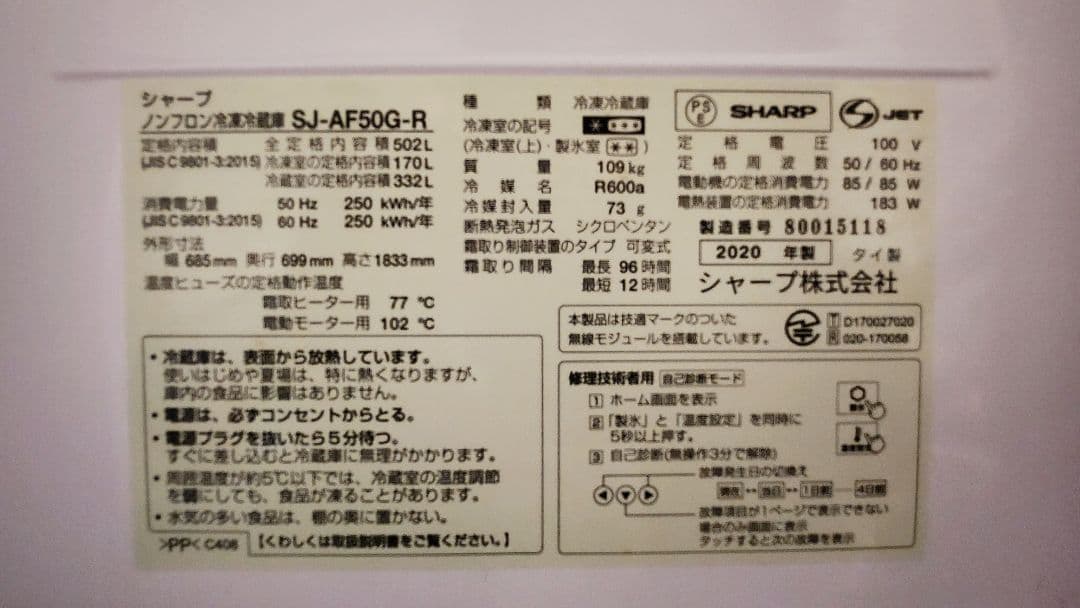 シャープ
ノンフロン冷凍冷蔵庫 SJ-AF50G-R
定格内容積 全定格内容積 502L
(JIS C 9801-3:2015) 冷凍室の定格内容積 170L
冷蔵室の定格内容積 332L
消費電力量 50 Hz 250 kWh/年
(JIS C 9801-3:2015) 60 Hz 250 kWh/年
外形寸法
幅 685mm 奥行 699mm 高さ1833mm
温度ヒューズの定格動作温度
霜取ヒーター用 77 ℃
電動モーター用 102 ℃
種類 冷凍冷蔵庫
冷凍室の記号
(冷凍室(上)・製氷室 )
質量 109kg
冷媒名 R600a
冷媒封入量 73 g
断熱発泡ガス シクロペンタン
霜取り制御装置のタイプ 可変式
霜取り間隔 最長 96時間
最短 12時間
PSE SHARP JET
定格電圧 100 V
定格周波数 50/60 Hz
電動機の定格消費電力 85/85 W
電熱装置の定格消費電力 183 W
製造番号 80015118
2020 年製 タイ製
シャープ株式会社
本製品は技適マークのついた
無線モジュールを搭載しています。
T D170027020
R 020-170058
・冷蔵庫は、表面から放熱しています。
使いはじめや夏場は、特に熱くなりますが、
庫内の食品に影響はありません。
・電源は、必ずコンセントからとる。
・電源プラグを抜いたら5分待つ。
すぐに差し込むと冷蔵庫に無理がかかります。
・周囲温度が約5℃以下では、冷蔵室の温度調節
を弱にしても、食品が凍ることがあります。
・水気の多い食品は、棚の奥に置かない。
>PP< C408 【くわしくは取扱説明書をご覧ください。】
修理技術者用 自己診断モード
1 ホーム画面を表示
2 「製氷」と「温度設定」を同時に
5秒以上押す。
3 自己診断(無操作3分で解除)
故障発生日の切換え
現在↔当日↔1日前 4日前
故障項目が1ページで表示できない
場合のみ画面に表示
タッチすると次の故障を表示